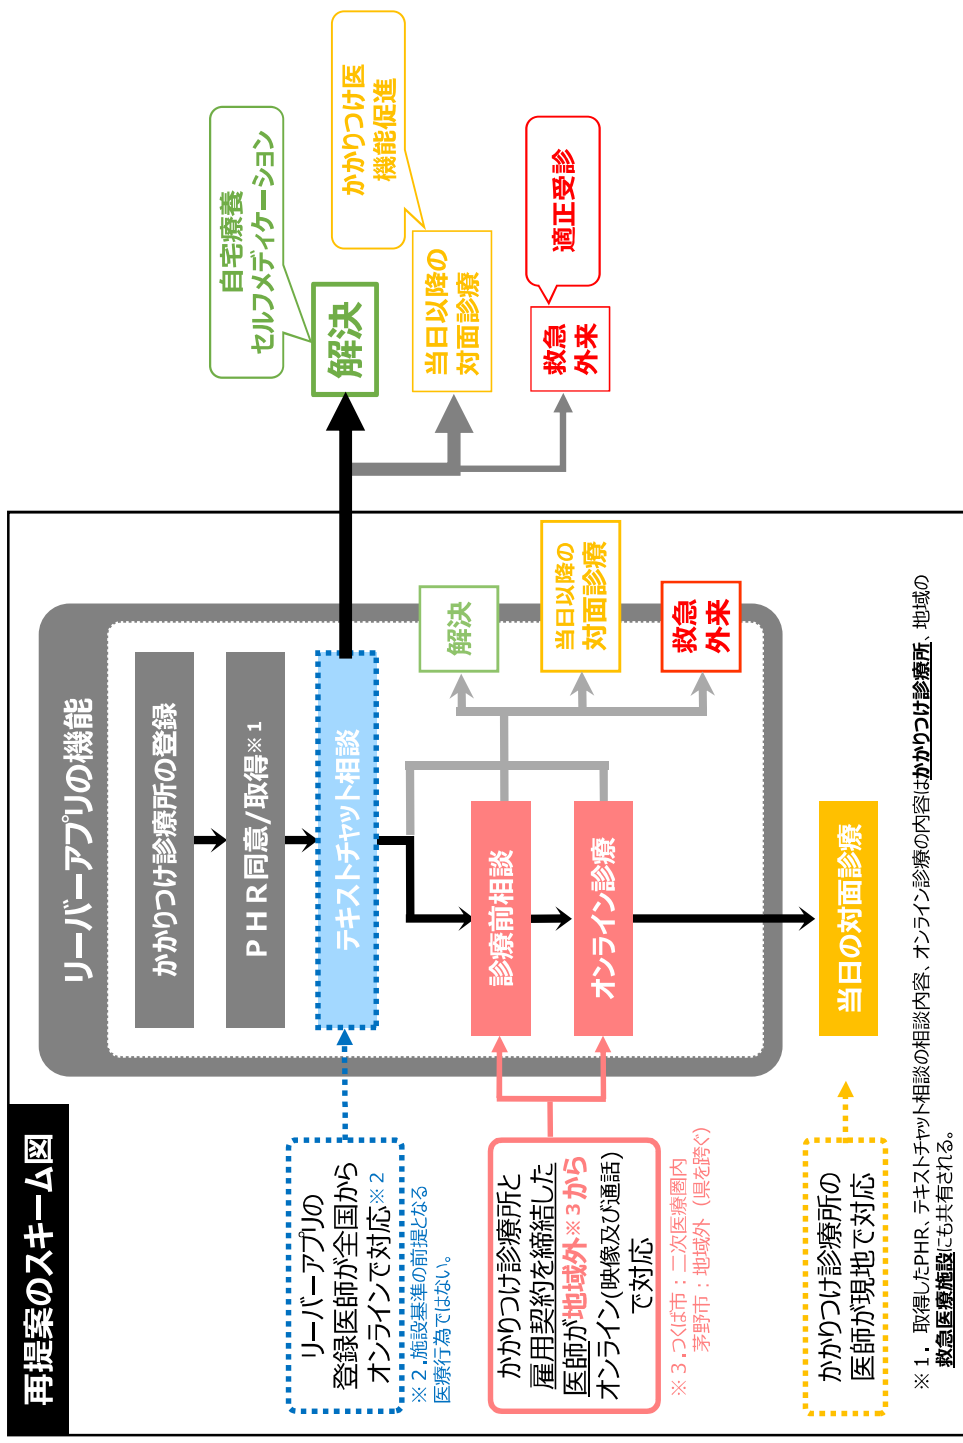 再提案のスキーム図
リーバーアプリの機能
かかりつけ診療所の登録
ＰＨＲ同意/取得※１
テキストチャット相談
診療前相談
オンライン診療
当日の対面診療
解決
当日以降の
対面診療
救急
外来
自宅療養
セルフメディケーション
解決
かかりつけ医
機能促進
当日以降の
対面診療
適正受診
救急
外来
リーバーアプリの
登録医師が全国から
オンラインで対応※２
※２.施設基準の前提となる
医療行為ではない。
かかりつけ診療所と
雇用契約を締結した
医師が地域外※３から
オンライン(映像及び通話)
で対応
※３.つくば市：二次医療圏内
茅野市：地域外（県を跨ぐ）
かかりつけ診療所の
医師が現地で対応
※１． 取得したPHR、テキストチャット相談の相談内容、オンライン診療の内容はかかりつけ診療所、地域の
救急医療施設にも共有される。